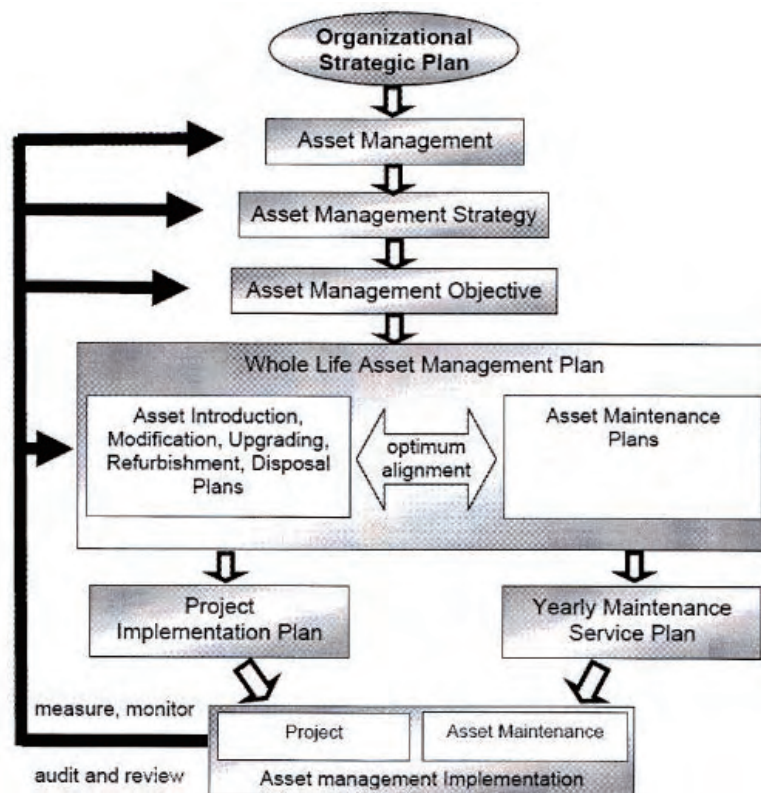 Organizational
Strategic Plan
Asset Management
Asset Management Strategy
Asset Management Objective
Whole Life Asset Management Plan
Asset Introduction,
Modification, Upgrading,
Refurbishment, Disposal
Plans
optimum
alignment
Asset Maintenance
Plans
Project
Implementation Plan
Yearly Maintenance
Service Plan
measure, monitor
Project
Asset Maintenance
audit and review
Asset management Implementation